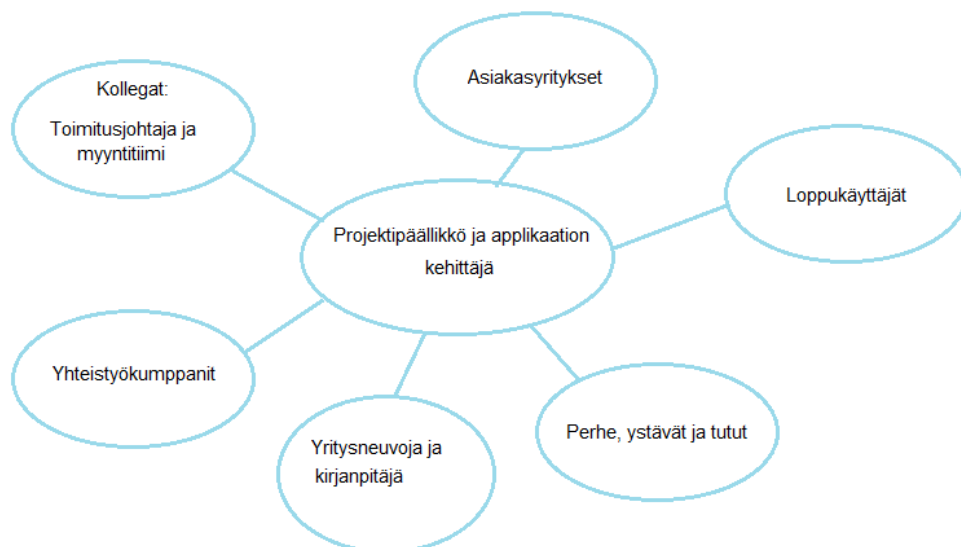 Asiakasyritykset
Kollegat:
Toimitusjohtaja ja
myyntitiimi
Loppukäyttäjät
Projektipäällikkö ja applikaation
kehittäjä
Yhteistyökumppanit
Perhe, ystävät ja tutut
Yritysneuvoja ja
kirjanpitäjä